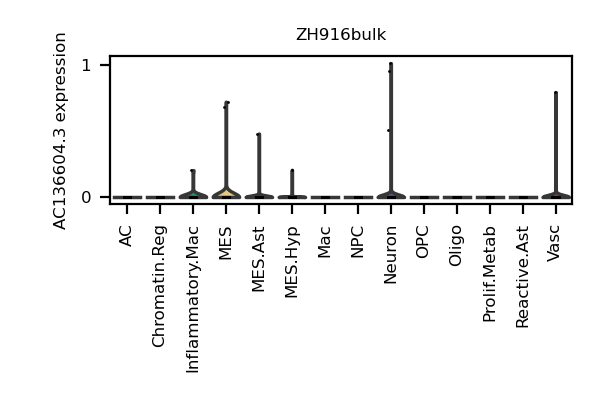 ZH916bulk
AC136604.3 expression
1
0
AC
Chromatin.Reg
Inflammatory.Mac
MES
MES.Ast
MES.Hyp
Mac
NPC
Neuron
OPC
Oligo
Prolif.Metab
Reactive.Ast
Vasc